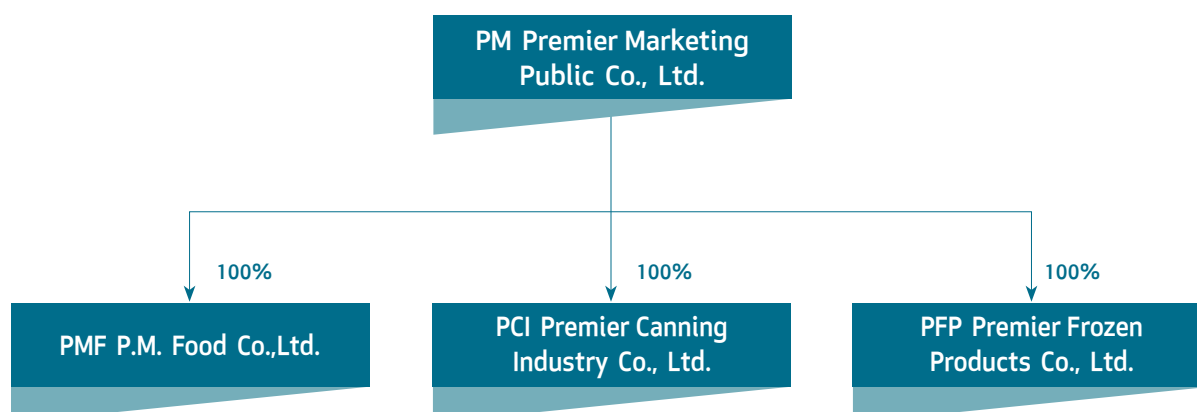 PM Premier Marketing
Public Co., Ltd.
100%
100%
100%
PMF P.M. Food Co.,Ltd.
PCI Premier Canning
Industry Co., Ltd.
PFP Premier Frozen
Products Co., Ltd.